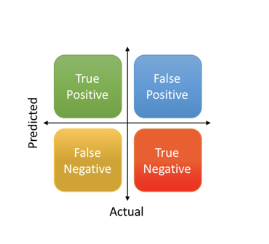 True
Positive
False
Positive
Predicted
False
Negative
True
Negative
Actual